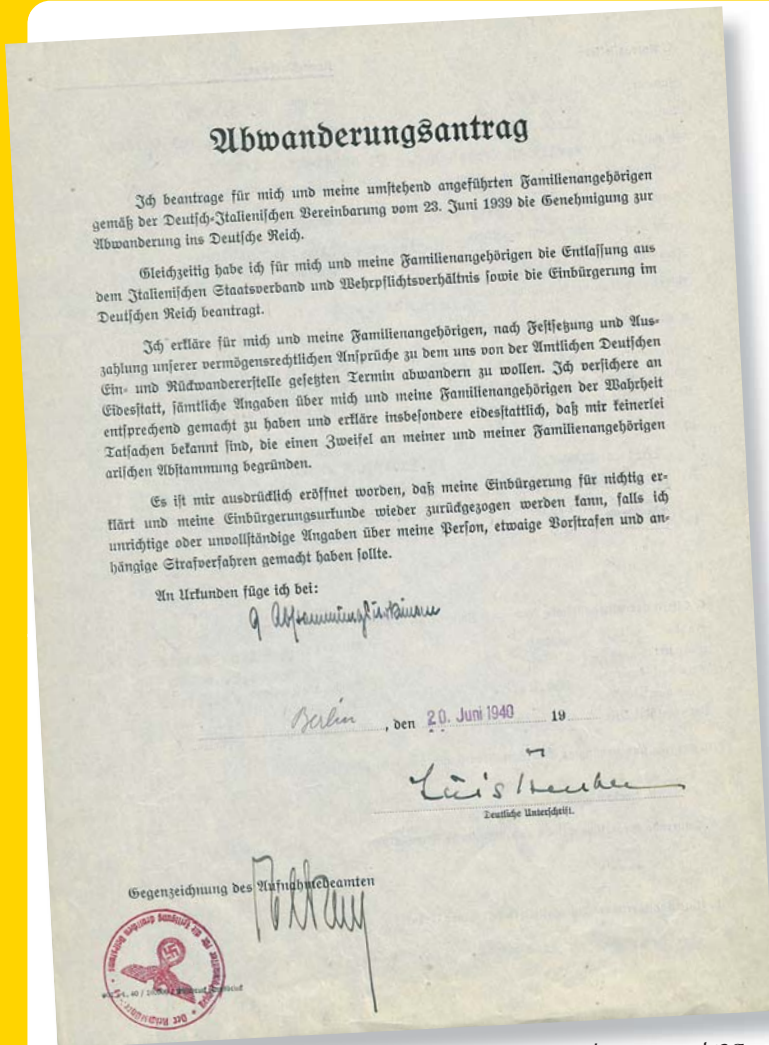 Abwanderungsantrag
Ich beantrage für mich und meine umstehend angeführten Familienangehörigen
gemäß der Deutsch-Italienischen Vereinbarung vom 23. Juni 1939 die Genehmigung zur
Abwanderung ins Deutsche Reich.
Gleichzeitig habe ich für mich und meine Familienangehörigen die Entlassung aus
dem Italienischen Staatsverband und Wehrpflichtsverhältnis sowie die Einbürgerung im
Deutschen Reich beantragt.
Ich erkläre für mich und meine Familienangehörigen, nach Festsetzung und Aus-
zahlung unserer vermögensrechtlichen Ansprüche zu dem uns von der Amtlichen Deutschen
Ein- und Rückwandererstelle gesetzten Termin abwandern zu wollen. Ich versichere an
Eidesstatt, sämtliche Angaben über mich und meine Familienangehörigen der Wahrheit
entsprechend gemacht zu haben und erkläre insbesondere eidesstattlich, daß mir keinerlei
Tatsachen bekannt sind, die einen Zweifel an meiner und meiner Familienangehörigen
arischen Abstammung begründen.
Es ist mir ausdrücklich eröffnet worden, daß meine Einbürgerung für nichtig er-
klärt und meine Einbürgerungsurkunde wieder zurückgezogen werden kann, falls ich
unrichtige oder unvollständige Angaben über meine Person, etwaige Vorstrafen und an-
hängige Strafverfahren gemacht haben sollte.
An Urkunden füge ich bei:
9 Abstammungsurkunden
Berlin, den 20. Juni 1940 19
Luis Trenker
Deutliche Unterschrift.
Gegenzeichnung des Aufnahmebeamten